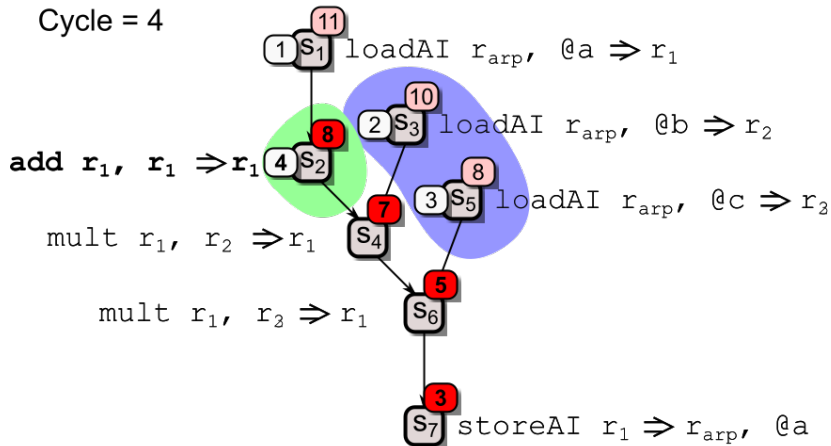 Cycle = 4
11
1 S1 loadAI rarp, @a ⇒ r1
10
2 S3 loadAI rarp, @b ⇒ r2
8
add r1, r1 ⇒ r1 4 S2
8
3 S5 loadAI rarp, @c ⇒ r3
7
mult r1, r2 ⇒ r1 S4
5
mult r1, r3 ⇒ r1 S6
3
S7 storeAI r1 ⇒ rarp, @a